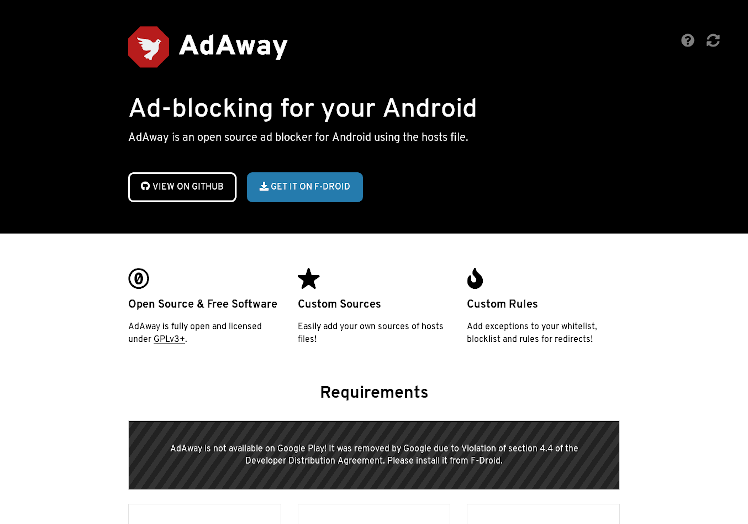 AdAway
Ad-blocking for your Android
AdAway is an open source ad blocker for Android using the hosts file.
VIEW ON GITHUB
GET IT ON F-DROID
Open Source & Free Software
AdAway is fully open and licensed
under GPLv3+.
Custom Sources
Easily add your own sources of hosts
files!
Custom Rules
Add exceptions to your whitelist,
blocklist and rules for redirects!
Requirements
AdAway is not available on Google Play! It was removed by Google due to Violation of section 4.4 of the
Developer Distribution Agreement. Please install it from F-Droid.